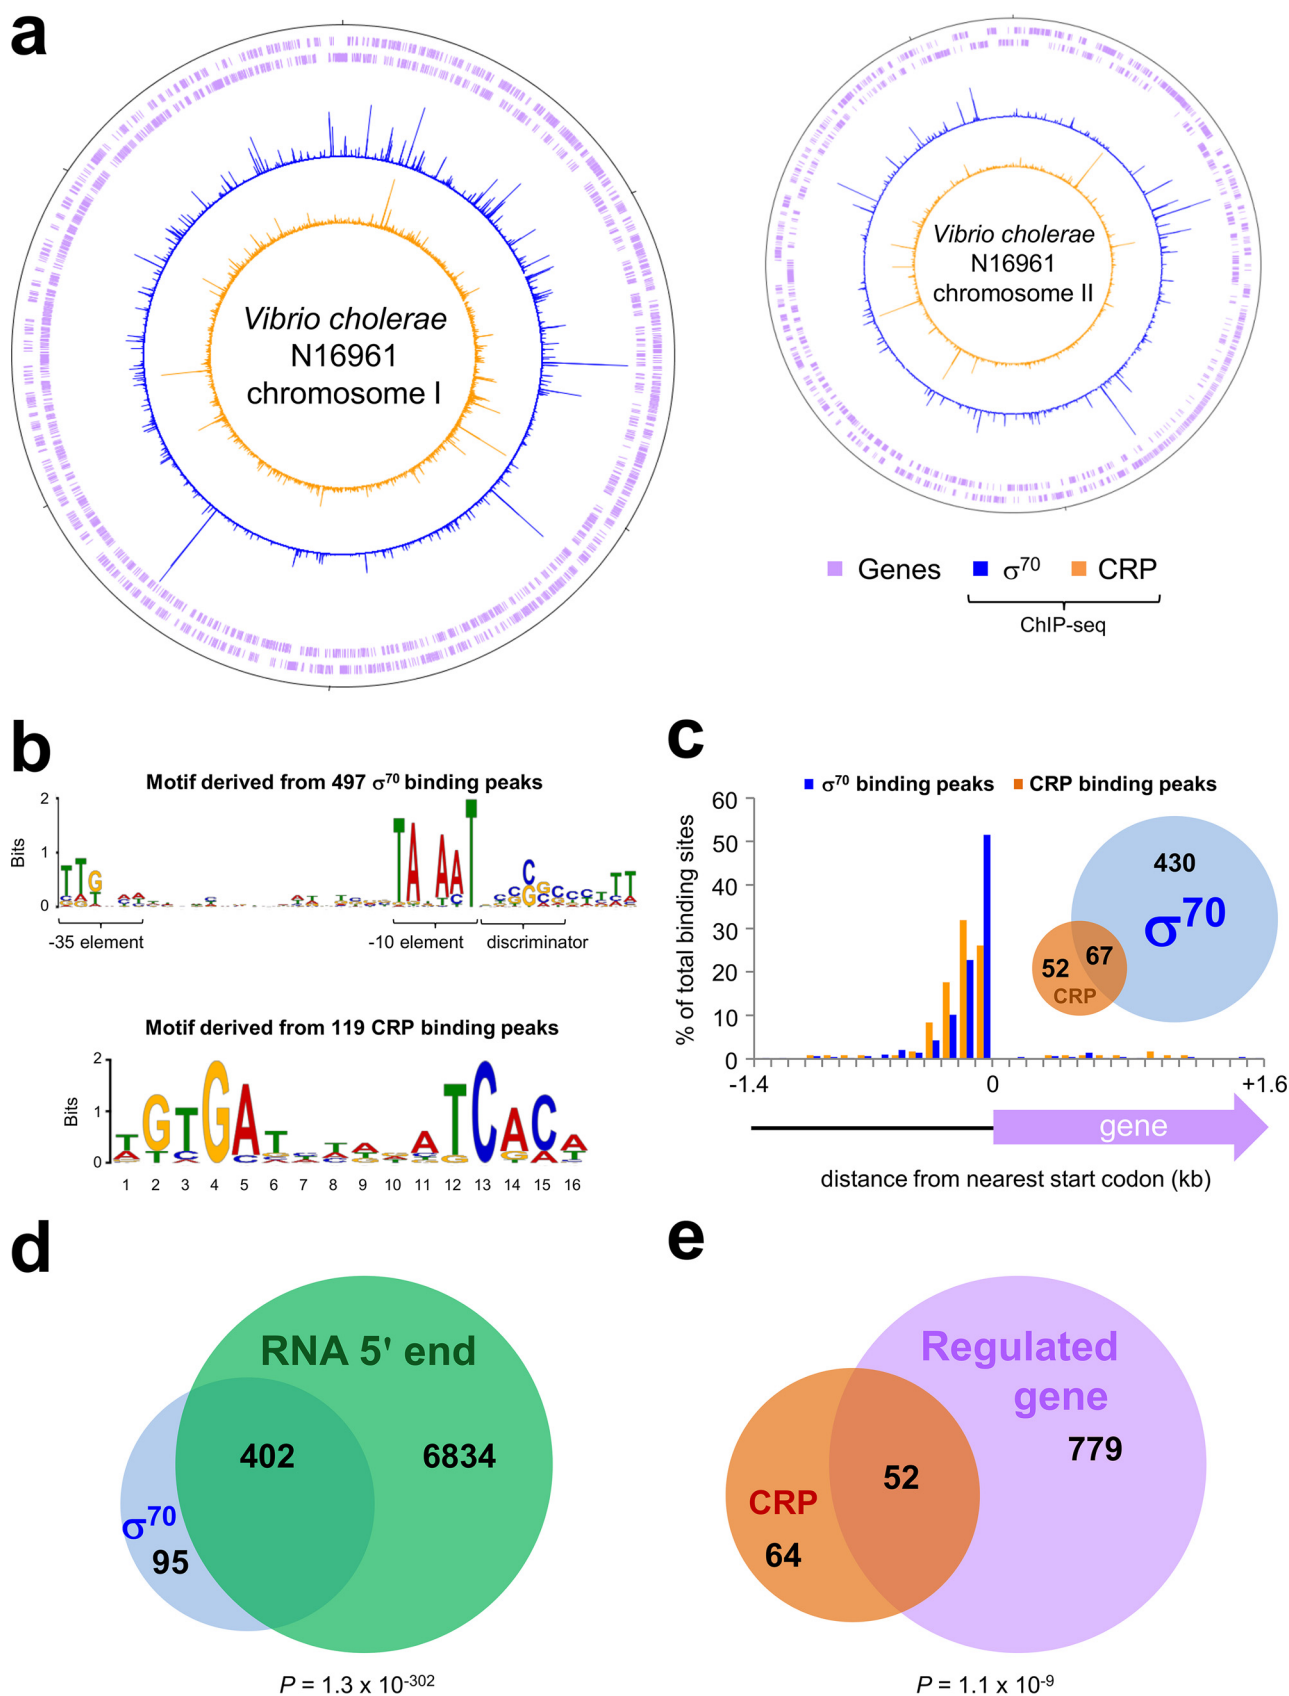 a
Vibrio cholerae
N16961
chromosome I
Vibrio cholerae
N16961
chromosome II
Genes σ70 CRP
ChIP-seq
b
Motif derived from 497 σ70 binding peaks
Bits
2
1
0
-35 element
-10 element
discriminator
Motif derived from 119 CRP binding peaks
Bits
2
1
0
1 2 3 4 5 6 7 8 9 10 11 12 13 14 15 16
c
σ70 binding peaks CRP binding peaks
% of total binding sites
60
50
40
30
20
10
0
-1.4 0 +1.6
430
σ70
52 67
CRP
gene
distance from nearest start codon (kb)
d
RNA 5' end
402 6834
σ70
95
P = 1.3 x 10-302
e
Regulated
gene
779
52
CRP
64
P = 1.1 x 10-9